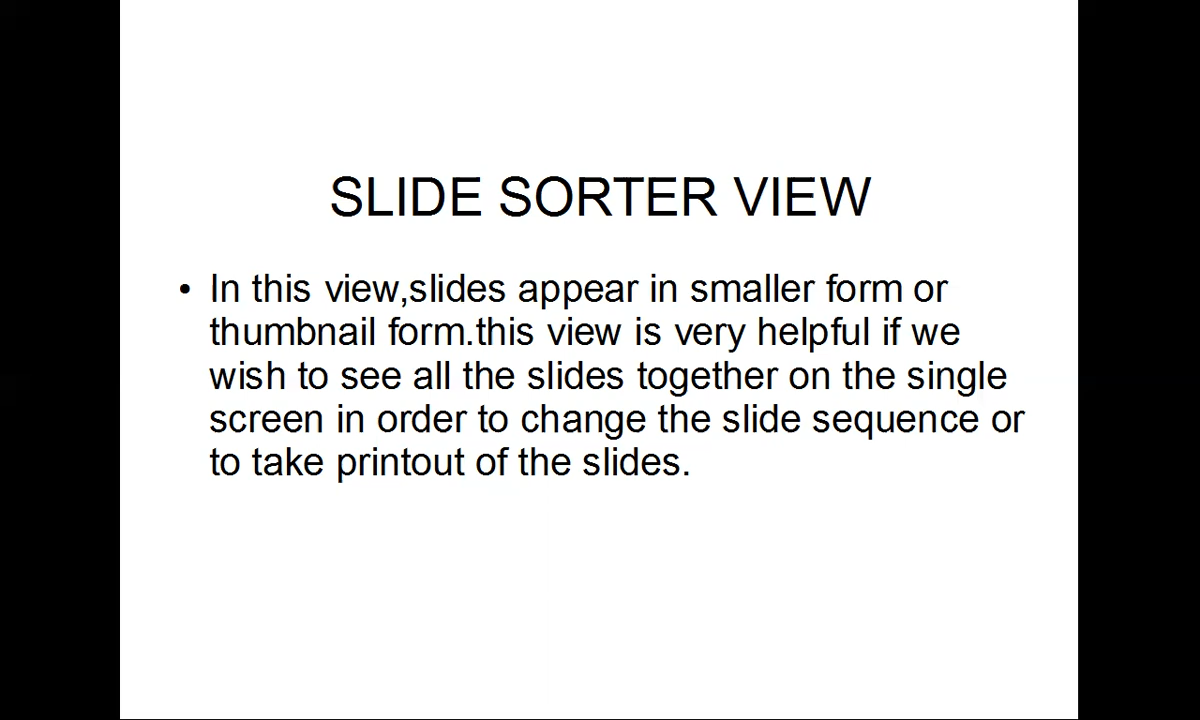 SLIDE SORTER VIEW
• In this view,slides appear in smaller form or
thumbnail form.this view is very helpful if we
wish to see all the slides together on the single
screen in order to change the slide sequence or
to take printout of the slides.